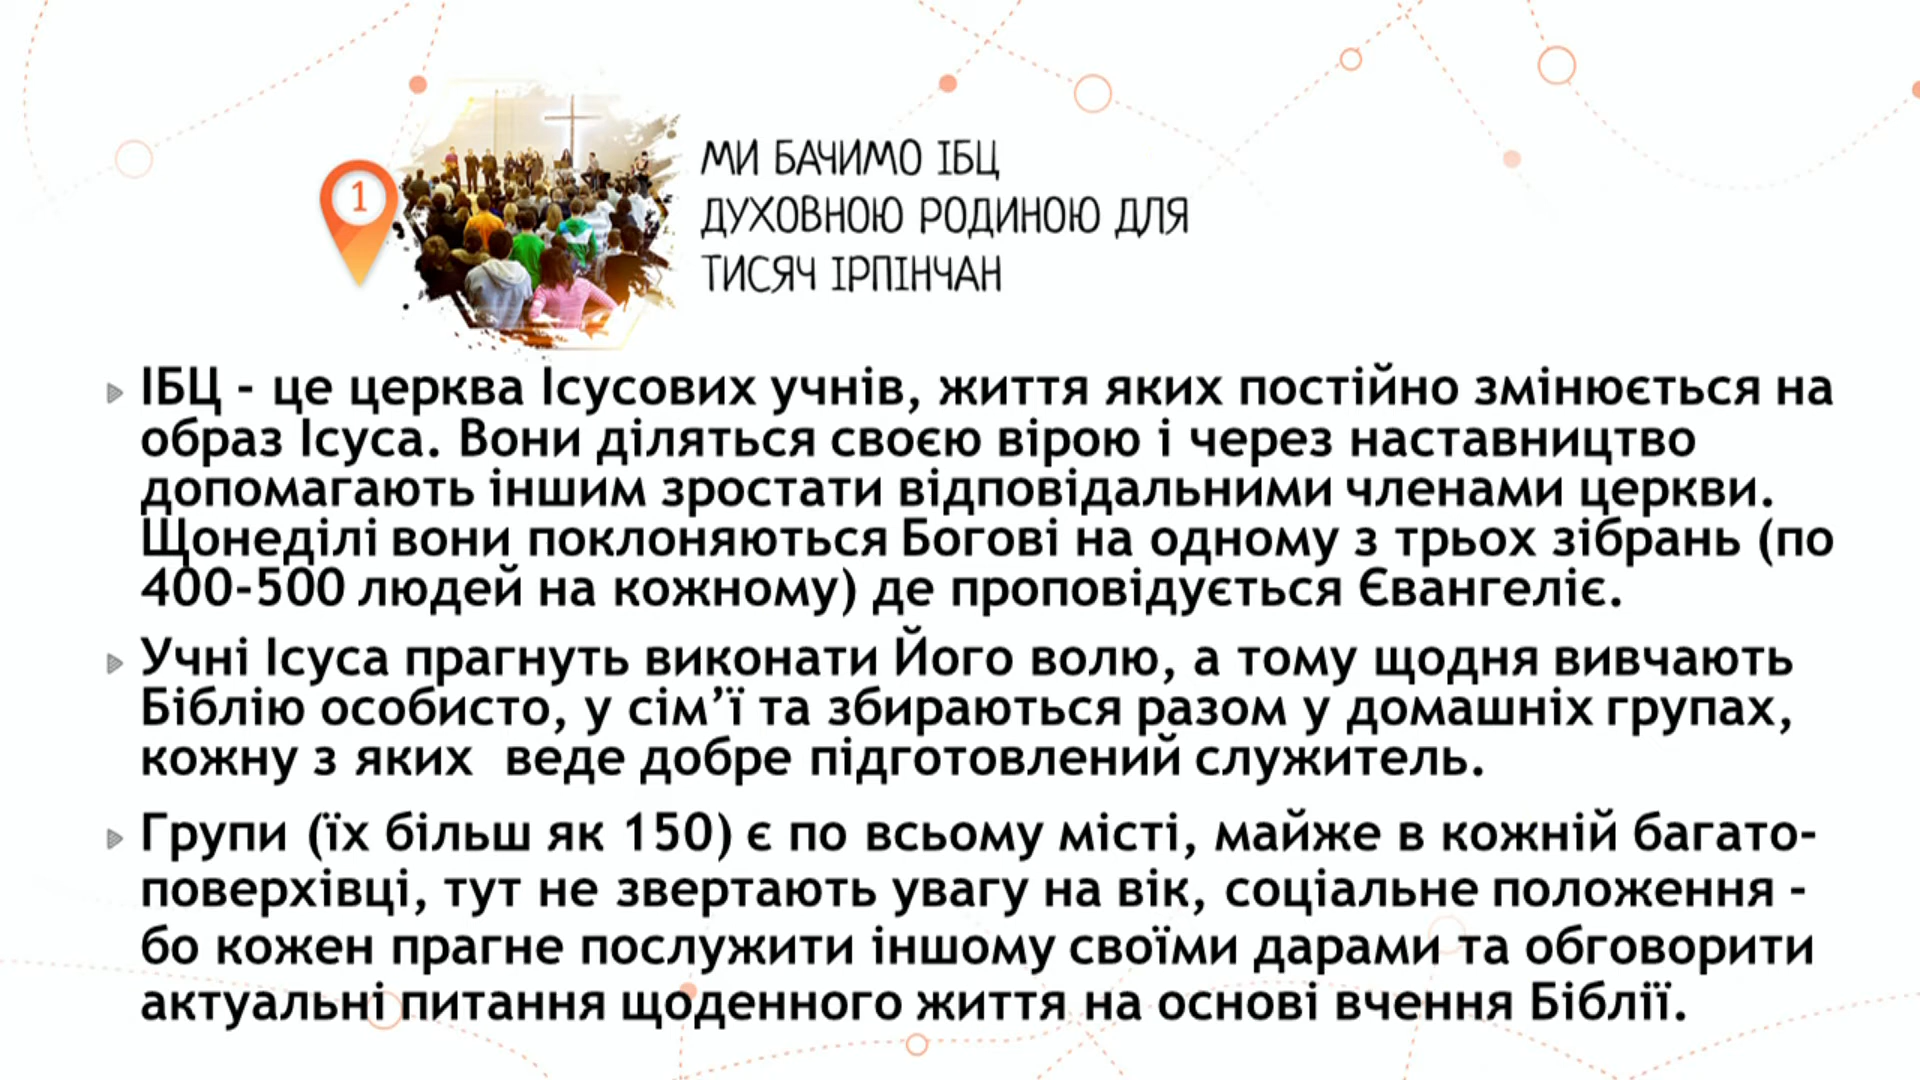 1
МИ БАЧИМО ІБЦ
ДУХОВНОЮ РОДИНОЮ ДЛЯ
ТИСЯЧ ІРПІНЧАН
ІБЦ - це церква Ісусових учнів, життя яких постійно змінюється на
образ Ісуса. Вони діляться своєю вірою і через наставництво
допомагають іншим зростати відповідальними членами церкви.
Щонеділі вони поклоняються Богові на одному з трьох зібрань (по
400-500 людей на кожному) де проповідується Євангеліє.
Учні Ісуса прагнуть виконати Його волю, а тому щодня вивчають
Біблію особисто, у сім’ї та збираються разом у домашніх групах,
кожну з яких веде добре підготовлений служитель.
Групи (їх більш як 150) є по всьому місті, майже в кожній багато-
поверхівці, тут не звертають увагу на вік, соціальне положення -
бо кожен прагне послужити іншому своїми дарами та обговорити
актуальні питання щоденного життя на основі вчення Біблії.